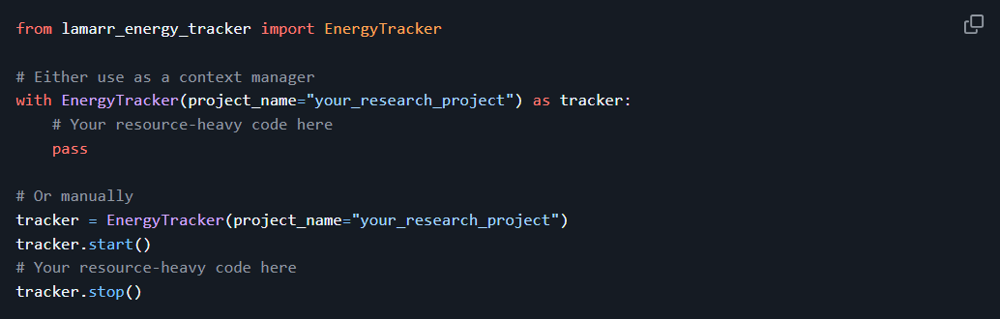 from lamarr_energy_tracker import EnergyTracker
# Either use as a context manager
with EnergyTracker(project_name="your_research_project") as tracker:
    # Your resource-heavy code here
    pass
# Or manually
tracker = EnergyTracker(project_name="your_research_project")
tracker.start()
# Your resource-heavy code here
tracker.stop()